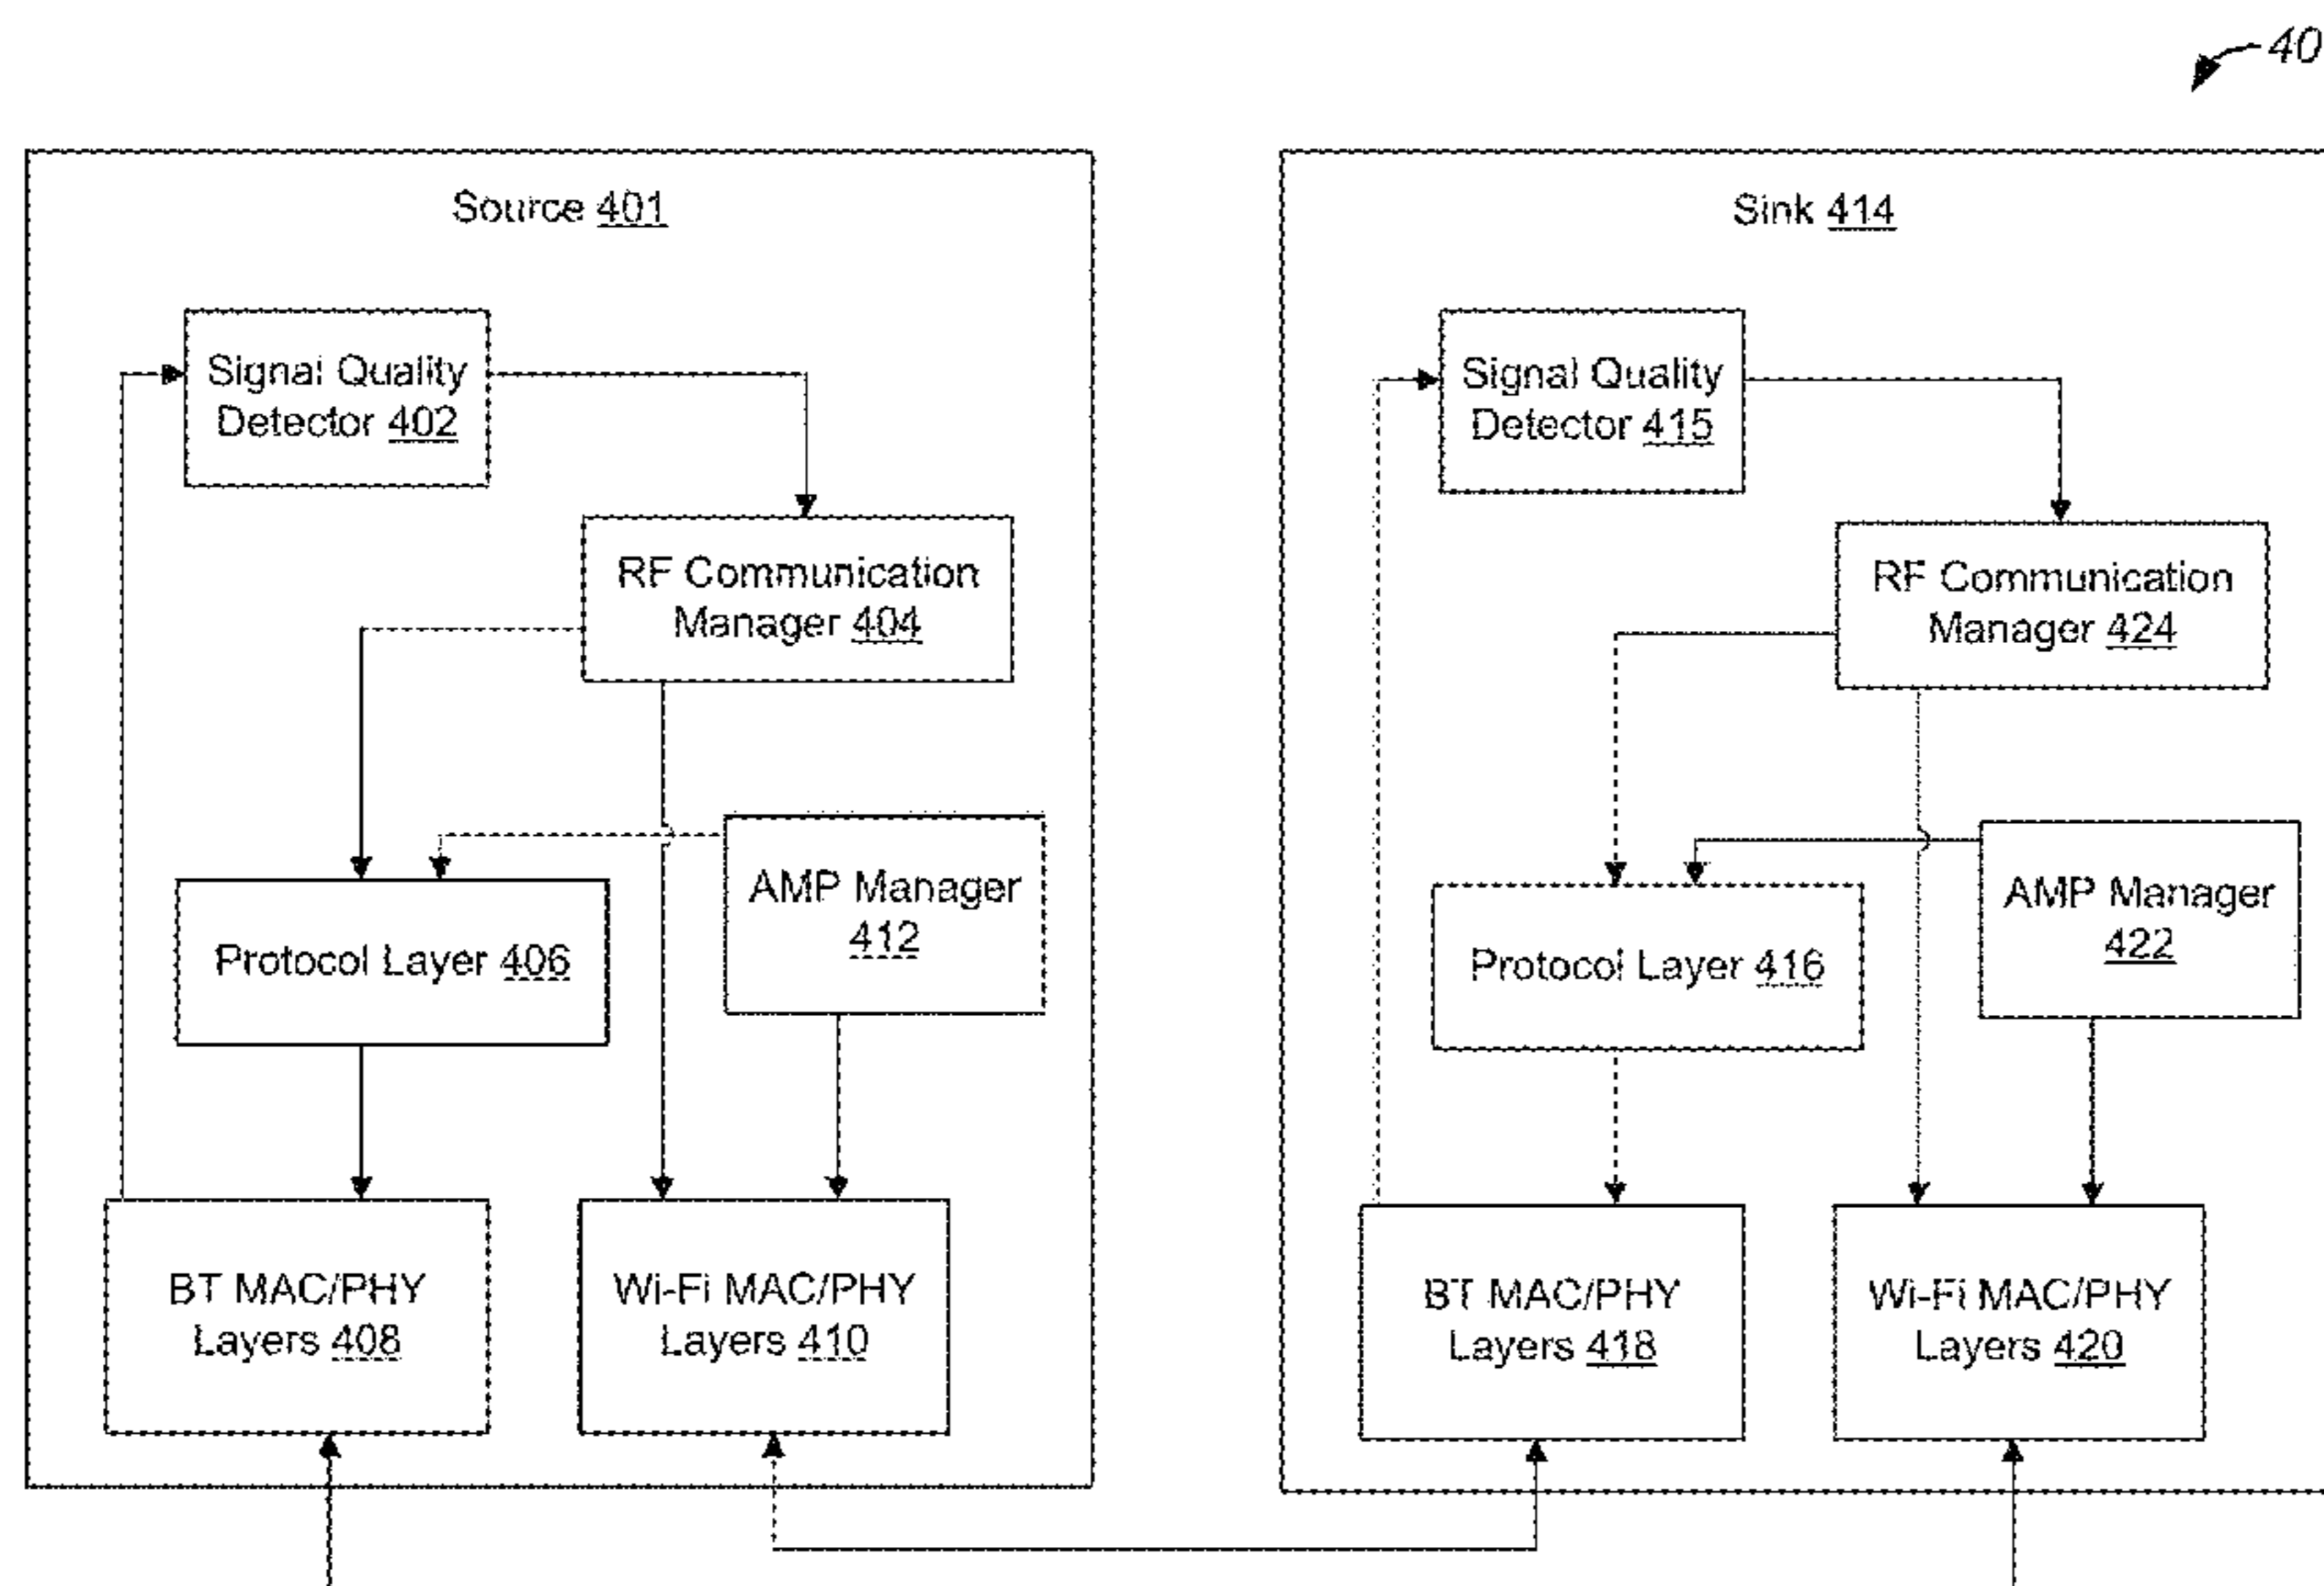 40
Source 401
Signal Quality
Detector 402
RF Communication
Manager 404
AMP Manager
412
Protocol Layer 406
BT MAC/PHY
Layers 408
Wi-Fi MAC/PHY
Layers 410
Sink 414
Signal Quality
Detector 415
RF Communication
Manager 424
AMP Manager
422
Protocol Layer 416
BT MAC/PHY
Layers 418
Wi-Fi MAC/PHY
Layers 420